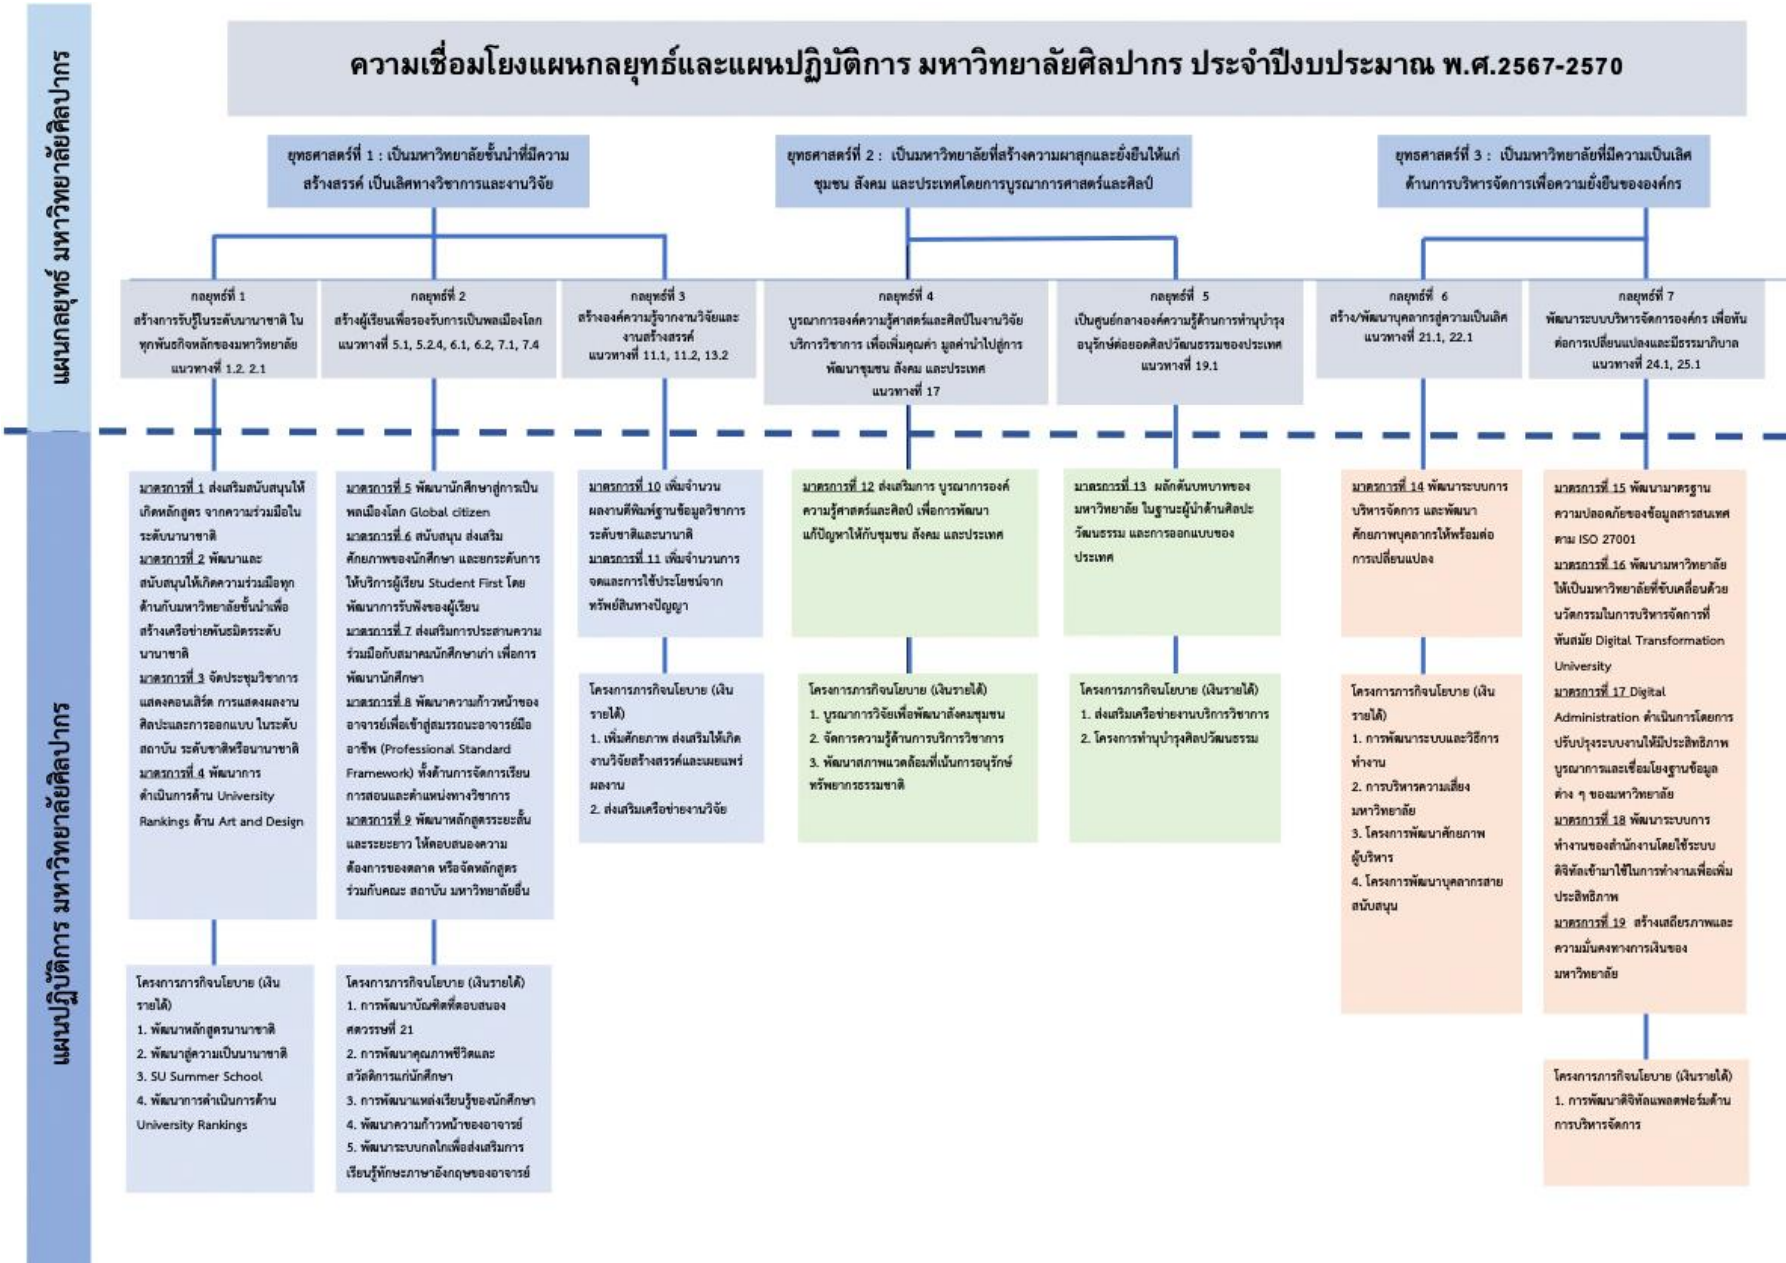 แผนกลยุทธ์ มหาวิทยาลัยศิลปากร
ความเชื่อมโยงแผนกลยุทธ์และแผนปฏิบัติการ มหาวิทยาลัยศิลปากร ประจำปีงบประมาณ พ.ศ.2567-2570
ยุทธศาสตร์ที่ 1 : เป็นมหาวิทยาลัยชั้นนำที่มีความ
สร้างสรรค์ เป็นเลิศทางวิชาการและงานวิจัย
ยุทธศาสตร์ที่ 2 : เป็นมหาวิทยาลัยที่สร้างความผาสุกและยั่งยืนให้แก่
ชุมชน สังคม และประเทศโดยการบูรณาการศาสตร์และศิลป์
ยุทธศาสตร์ที่ 3 : เป็นมหาวิทยาลัยที่มีความเป็นเลิศ
ด้านการบริหารจัดการเพื่อความยั่งยืนขององค์กร
กลยุทธ์ที่ 1
สร้างการรับรู้ในระดับนานาชาติ ใน
ทุกพันธกิจหลักของมหาวิทยาลัย
แนวทางที่ 1.2. 2.1
กลยุทธ์ที่ 2
สร้างผู้เรียนเพื่อรองรับการเป็นพลเมืองโลก
แนวทางที่ 5.1, 5.2.4, 6.1, 6.2, 7.1, 7.4
กลยุทธ์ที่ 3
สร้างองค์ความรู้จากงานวิจัยและ
งานสร้างสรรค์
แนวทางที่ 11.1, 11.2, 13.2
กลยุทธ์ที่ 4
บูรณาการองค์ความรู้ศาสตร์และศิลป์ในงานวิจัย
บริการวิชาการ เพื่อเพิ่มคุณค่า มูลค่านำไปสู่การ
พัฒนาชุมชน สังคม และประเทศ
แนวทางที่ 17
กลยุทธ์ที่ 5
เป็นศูนย์กลางองค์ความรู้ด้านการทำนุบำรุง
อนุรักษ์ต่อยอดศิลปวัฒนธรรมของประเทศ
แนวทางที่ 19.1
กลยุทธ์ที่ 6
สร้าง/พัฒนาบุคลากรสู่ความเป็นเลิศ
แนวทางที่ 21.1, 22.1
กลยุทธ์ที่ 7
พัฒนาระบบบริหารจัดการองค์กร เพื่อทัน
ต่อการเปลี่ยนแปลงและมีธรรมาภิบาล
แนวทางที่ 24.1, 25.1
แผนปฏิบัติการ มหาวิทยาลัยศิลปากร
มาตรการที่ 1 ส่งเสริมสนับสนุนให้
เกิดหลักสูตร จากความร่วมมือใน
ระดับนานาชาติ
มาตรการที่ 2 พัฒนาและ
สนับสนุนให้เกิดความร่วมมือทุก
ด้านกับมหาวิทยาลัยชั้นนำเพื่อ
สร้างเครือข่ายพันธมิตรระดับ
นานาชาติ
มาตรการที่ 3 จัดประชุมวิชาการ
แสดงคอนเสิร์ต การแสดงผลงาน
ศิลปะและการออกแบบ ในระดับ
สถาบัน ระดับชาติหรือนานาชาติ
มาตรการที่ 4 พัฒนาการ
ดำเนินการด้าน University
Rankings ด้าน Art and Design
โครงการภารกิจนโยบาย (เงิน
รายได้)
1. พัฒนาหลักสูตรนานาชาติ
2. พัฒนาสู่ความเป็นนานาชาติ
3. SU Summer School
4. พัฒนาการดำเนินการด้าน
University Rankings
มาตรการที่ 5 พัฒนานักศึกษาสู่การเป็น
พลเมืองโลก Global citizen
มาตรการที่ 6 สนับสนุน ส่งเสริม
ศักยภาพของนักศึกษา และยกระดับการ
ให้บริการผู้เรียน Student First โดย
พัฒนาการรับฟังของผู้เรียน
มาตรการที่ 7 ส่งเสริมการประสานความ
ร่วมมือกับสมาคมนักศึกษาเก่า เพื่อการ
พัฒนานักศึกษา
มาตรการที่ 8 พัฒนาความก้าวหน้าของ
อาจารย์เพื่อเข้าสู่สมรรถนะอาจารย์มือ
อาชีพ (Professional Standard
Framework) ทั้งด้านการจัดการเรียน
การสอนและตำแหน่งทางวิชาการ
มาตรการที่ 9 พัฒนาหลักสูตรระยะสั้น
และระยะยาว ให้ตอบสนองความ
ต้องการของตลาด หรือจัดหลักสูตร
ร่วมกับคณะ สถาบัน มหาวิทยาลัยอื่น
โครงการภารกิจนโยบาย (เงินรายได้)
1. การพัฒนาบัณฑิตที่ตอบสนอง
ศตวรรษที่ 21
2. การพัฒนาคุณภาพชีวิตและ
สวัสดิการแก่นักศึกษา
3. การพัฒนาแหล่งเรียนรู้ของนักศึกษา
4. พัฒนาความก้าวหน้าของอาจารย์
5. พัฒนาระบบกลไกเพื่อส่งเสริมการ
เรียนรู้ทักษะภาษาอังกฤษของอาจารย์
มาตรการที่ 10 เพิ่มจำนวน
ผลงานตีพิมพ์ฐานข้อมูลวิชาการ
ระดับชาติและนานาติ
มาตรการที่ 11 เพิ่มจำนวนการ
จดและการใช้ประโยชน์จาก
ทรัพย์สินทางปัญญา
โครงการภารกิจนโยบาย (เงิน
รายได้)
1. เพิ่มศักยภาพ ส่งเสริมให้เกิด
งานวิจัยสร้างสรรค์และเผยแพร่
ผลงาน
2. ส่งเสริมเครือข่ายงานวิจัย
มาตรการที่ 12 ส่งเสริมการ บูรณาการองค์
ความรู้ศาสตร์และศิลป์ เพื่อการพัฒนา
แก้ปัญหาให้กับชุมชน สังคม และประเทศ
โครงการภารกิจนโยบาย (เงินรายได้)
1. บูรณาการวิจัยเพื่อพัฒนาสังคมชุมชน
2. จัดการความรู้ด้านการบริการวิชาการ
3. พัฒนาสภาพแวดล้อมที่เน้นการอนุรักษ์
ทรัพยากรธรรมชาติ
มาตรการที่ 13 ผลักดันบทบาทของ
มหาวิทยาลัย ในฐานะผู้นำด้านศิลปะ
วัฒนธรรม และการออกแบบของ
ประเทศ
โครงการภารกิจนโยบาย (เงินรายได้)
1. ส่งเสริมเครือข่ายงานบริการวิชาการ
2. โครงการทำนุบำรุงศิลปวัฒนธรรม
มาตรการที่ 14 พัฒนาระบบการ
บริหารจัดการ และพัฒนา
ศักยภาพบุคลากรให้พร้อมต่อ
การเปลี่ยนแปลง
โครงการภารกิจนโยบาย (เงิน
รายได้)
1. การพัฒนาระบบและวิธีการ
ทำงาน
2. การบริหารความเสี่ยง
มหาวิทยาลัย
3. โครงการพัฒนาศักยภาพ
ผู้บริหาร
4. โครงการพัฒนาบุคลากรสาย
สนับสนุน
มาตรการที่ 15 พัฒนามาตรฐาน
ความปลอดภัยของข้อมูลสารสนเทศ
ตาม ISO 27001
มาตรการที่ 16 พัฒนามหาวิทยาลัย
ให้เป็นมหาวิทยาลัยที่ขับเคลื่อนด้วย
นวัตกรรมในการบริหารจัดการที่
ทันสมัย Digital Transformation
University
มาตรการที่ 17 Digital
Administration ดำเนินการโดยการ
ปรับปรุงระบบงานให้มีประสิทธิภาพ
บูรณาการและเชื่อมโยงฐานข้อมูล
ต่าง ๆ ของมหาวิทยาลัย
มาตรการที่ 18 พัฒนาระบบการ
ทำงานของสำนักงานโดยใช้ระบบ
ดิจิทัลเข้ามาใช้ในการทำงานเพื่อเพิ่ม
ประสิทธิภาพ
มาตรการที่ 19 สร้างเสถียรภาพและ
ความมั่นคงทางการเงินของ
มหาวิทยาลัย
โครงการภารกิจนโยบาย (เงินรายได้)
1. การพัฒนาดิจิทัลแพลตฟอร์มด้าน
การบริหารจัดการ